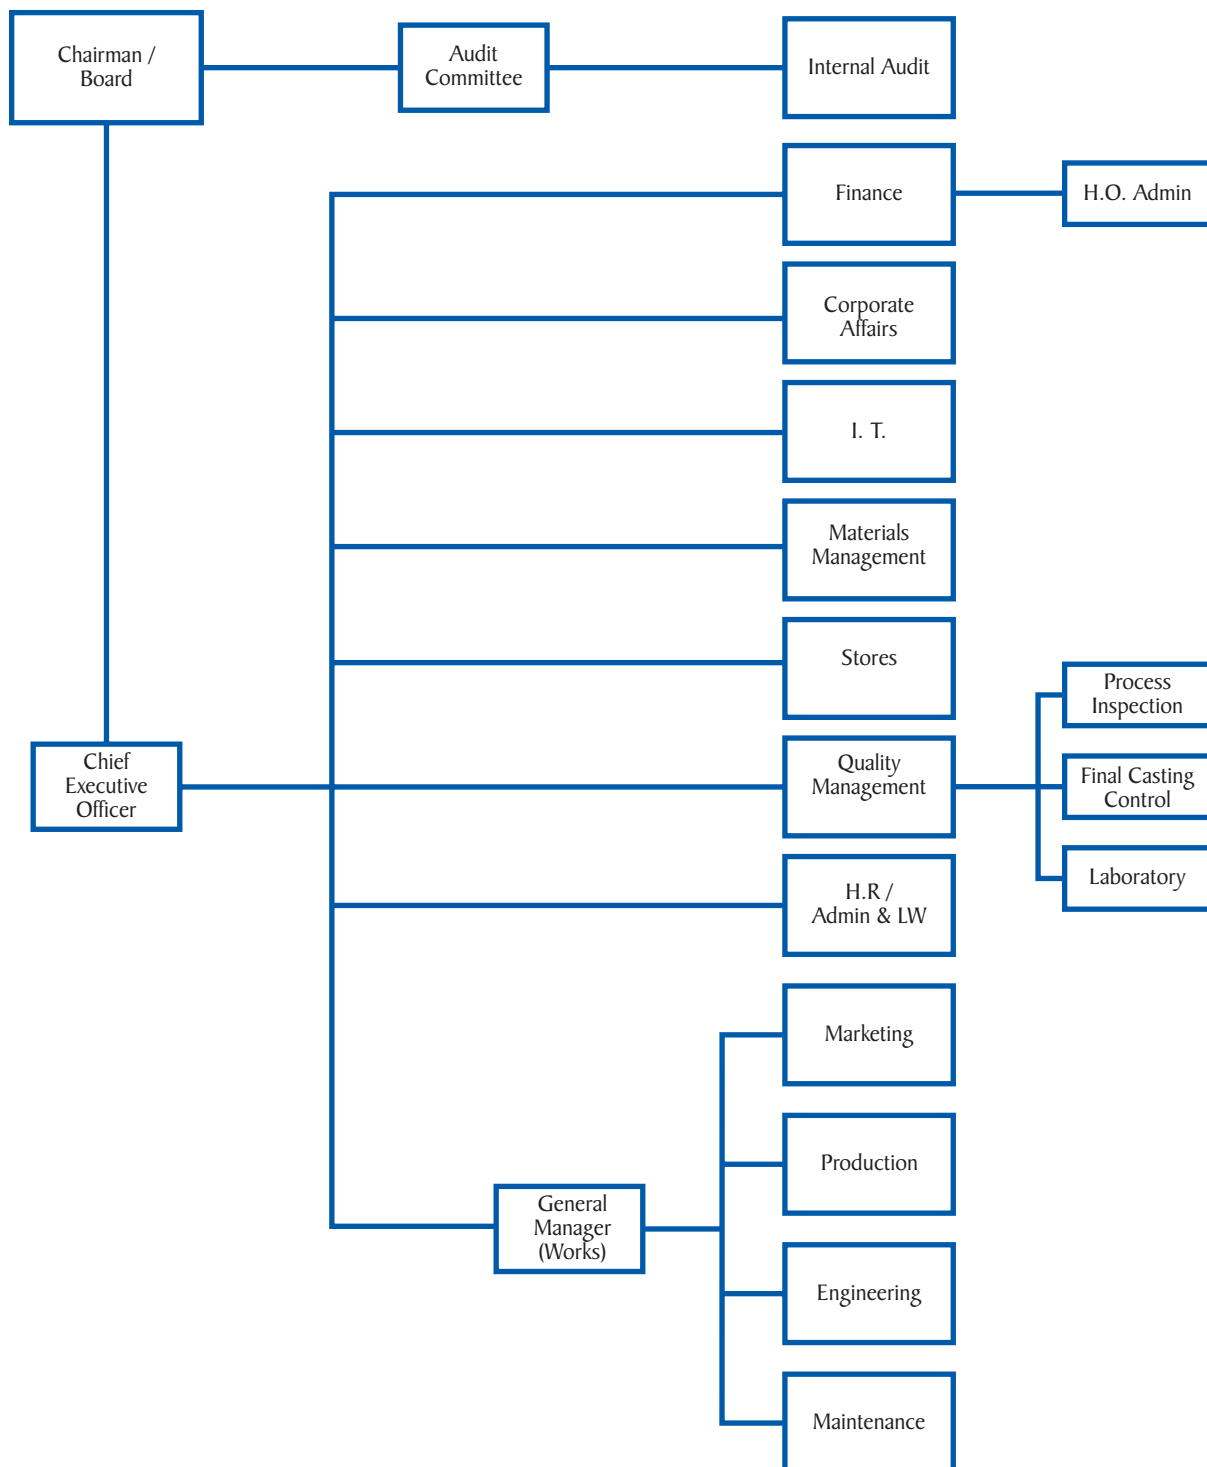 Chairman /
Board
Audit
Committee
Internal Audit
Finance
H.O. Admin
Corporate
Affairs
I. T.
Materials
Management
Stores
Process
Inspection
Chief
Executive
Officer
Quality
Management
Final Casting
Control
Laboratory
H.R /
Admin & LW
Marketing
Production
General
Manager
(Works)
Engineering
Maintenance